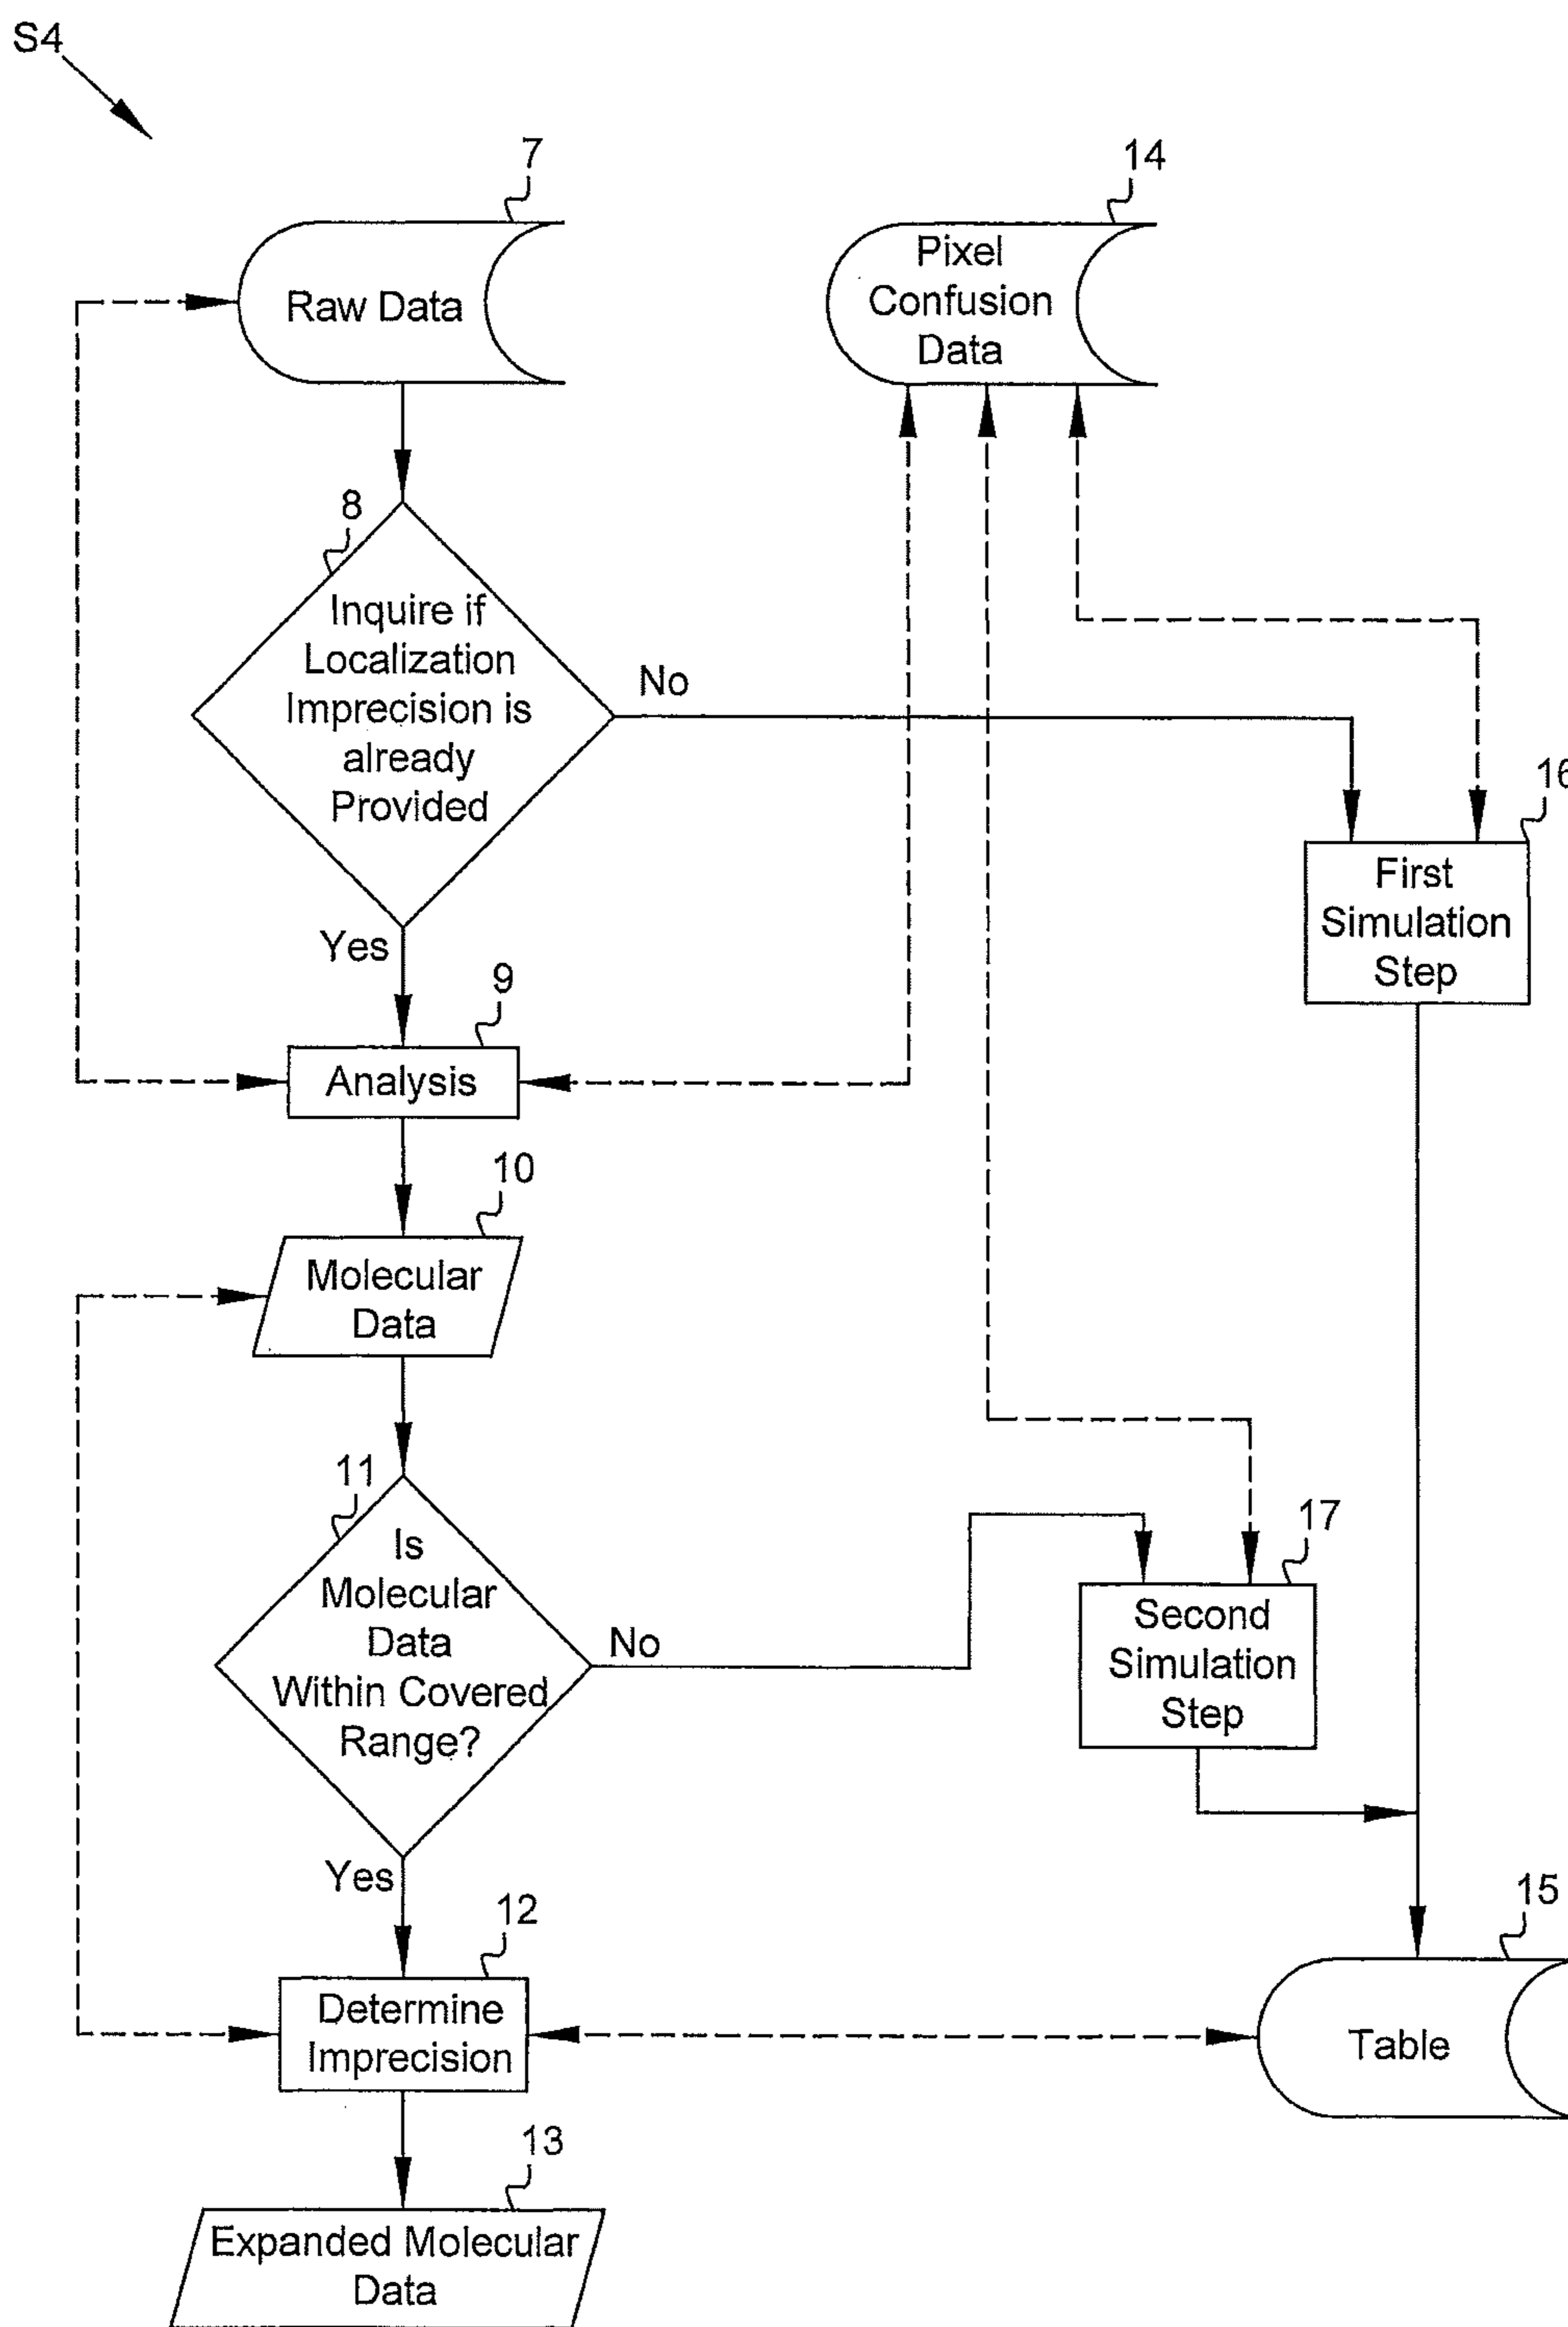 S4
7
Raw Data
14
Pixel
Confusion
Data
8
Inquire if
Localization
Imprecision is
already
Provided
No
Yes
16
First
Simulation
Step
9
Analysis
10
Molecular
Data
11
Is
Molecular
Data
Within Covered
Range?
No
Yes
17
Second
Simulation
Step
12
Determine
Imprecision
15
Table
13
Expanded Molecular
Data